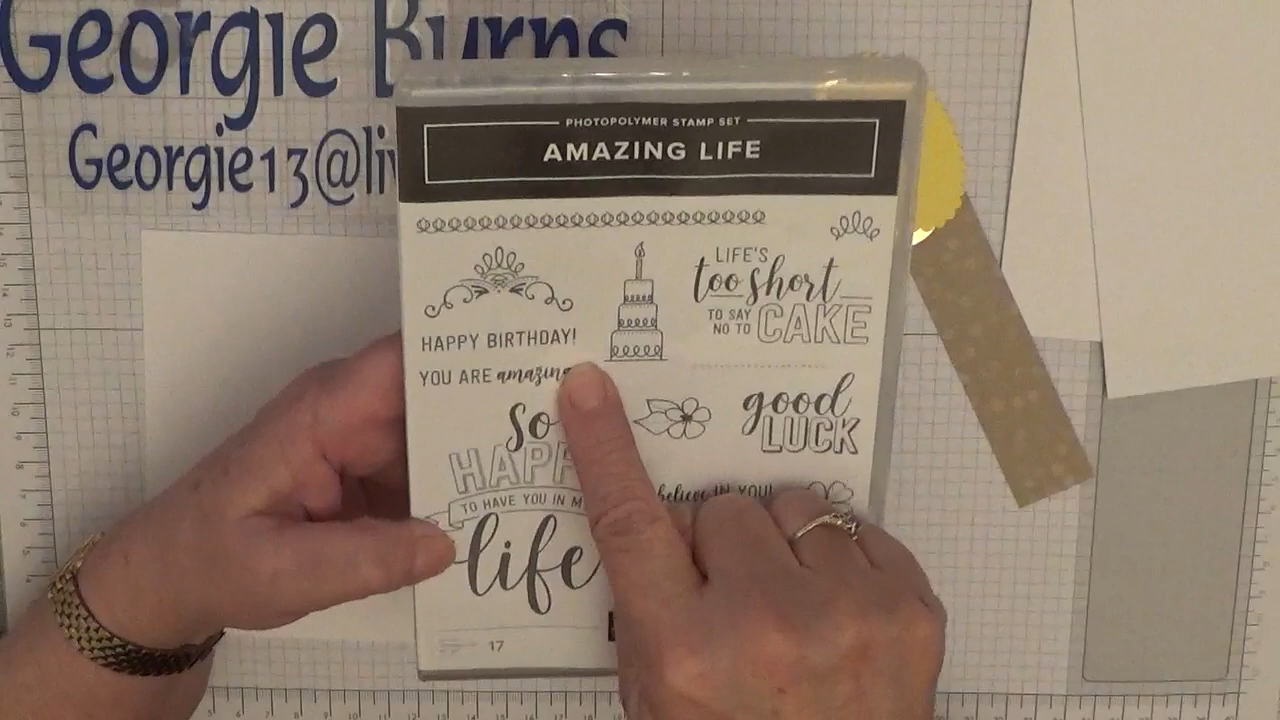 Georgie Burns
Georgie13@li
PHOTOPOLYMER STAMP SET
AMAZING LIFE
LIFE'S
too short
TO SAY
NO TO
CAKE
HAPPY BIRTHDAY!
YOU ARE amazing
so
HAPP
TO HAVE YOU IN M
life
good
LUCK
believe IN YOU!
17